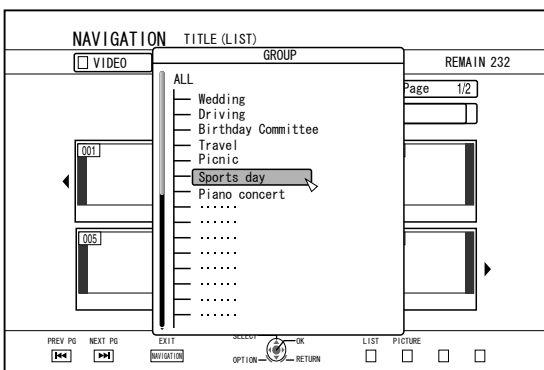 NAVIGATION TITLE (LIST)
VIDEO
GROUP
REMAIN 232
Page 1/2
ALL
Wedding
Driving
Birthday Committee
Travel
Picnic
Sports day
Piano concert
......
......
......
......
......
......
......
......
001
005
PREV PG NEXT PG EXIT SELECT OK LIST PICTURE
NAVIGATION
OPTION RETURN